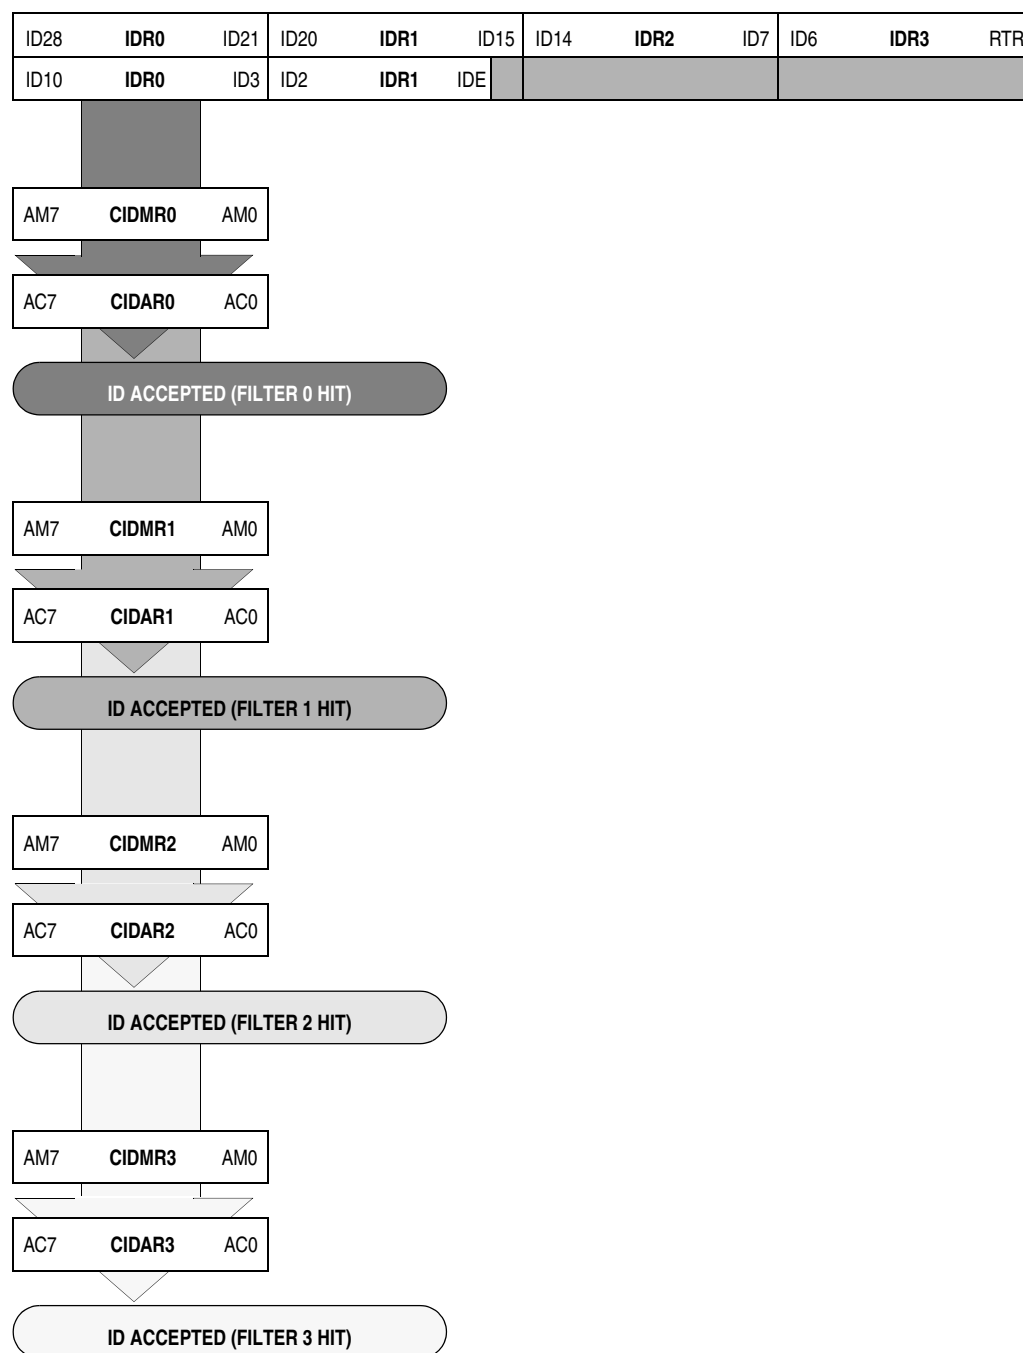 ID28 IDR0 ID21 ID20 IDR1 ID15 ID14 IDR2 ID7 ID6 IDR3 RTR
ID10 IDR0 ID3 ID2 IDR1 IDE
AM7 CIDMR0 AM0
AC7 CIDAR0 AC0
ID ACCEPTED (FILTER 0 HIT)
AM7 CIDMR1 AM0
AC7 CIDAR1 AC0
ID ACCEPTED (FILTER 1 HIT)
AM7 CIDMR2 AM0
AC7 CIDAR2 AC0
ID ACCEPTED (FILTER 2 HIT)
AM7 CIDMR3 AM0
AC7 CIDAR3 AC0
ID ACCEPTED (FILTER 3 HIT)